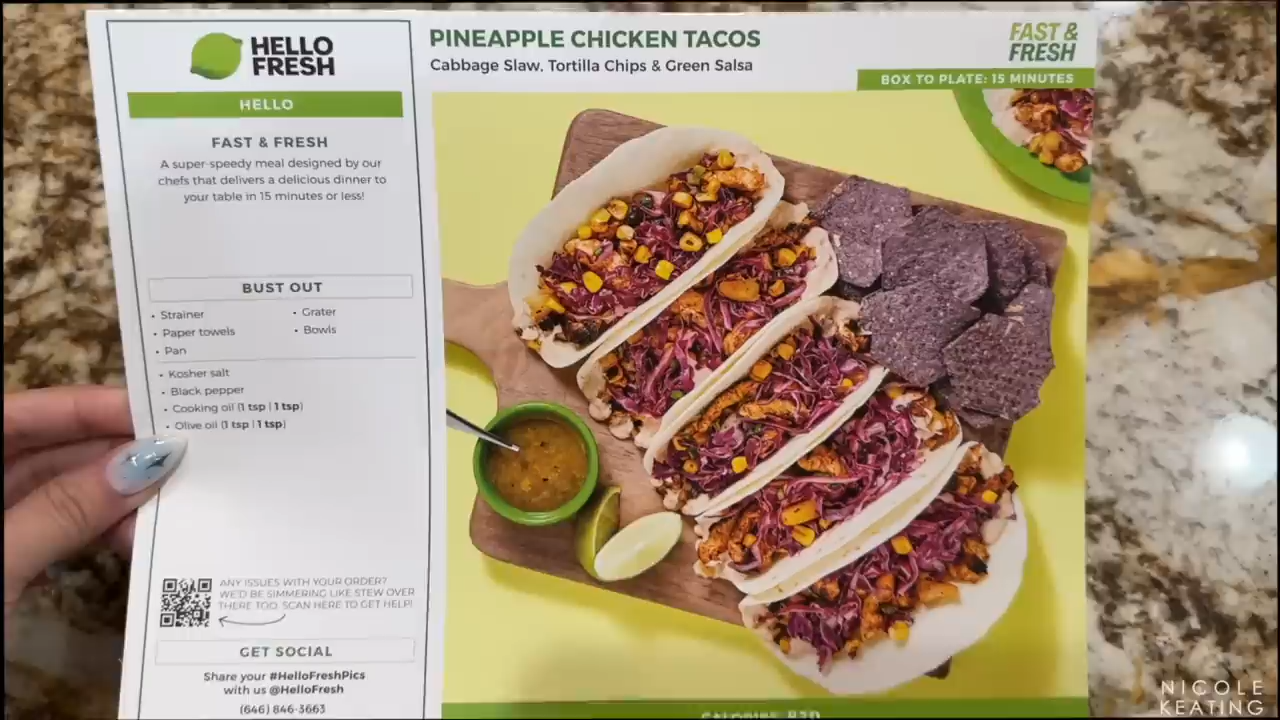 HELLO
FRESH
HELLO
FAST & FRESH
A super-speedy meal designed by our
chefs that delivers a delicious dinner to
your table in 15 minutes or less!
BUST OUT
• Strainer
• Paper towels
• Pan
• Grater
• Bowls
• Kosher salt
• Black pepper
• Cooking oil (1 tsp | 1 tsp)
• Olive oil (1 tsp | 1 tsp)
ANY ISSUES WITH YOUR ORDER?
WE'D BE SIMMERING LIKE STEW OVER
THERE TOO. SCAN HERE TO GET HELP!
GET SOCIAL
Share your #HelloFreshPics
with us @HelloFresh
(646) 846-3663
PINEAPPLE CHICKEN TACOS
Cabbage Slaw, Tortilla Chips & Green Salsa
FAST &
FRESH
BOX TO PLATE: 15 MINUTES
NICOLE
KEATING